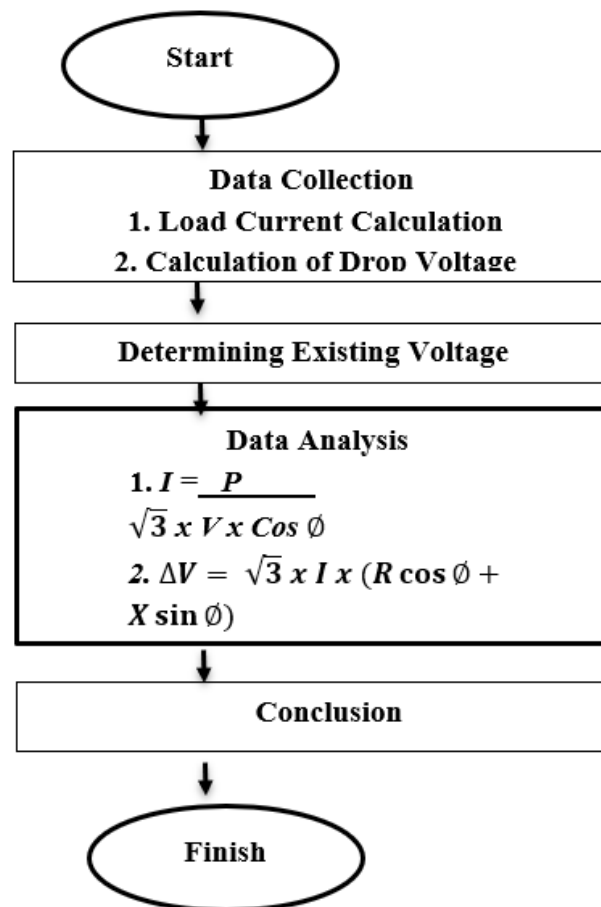 Start
Data Collection
1. Load Current Calculation
2. Calculation of Drop Voltage
Determining Existing Voltage
Data Analysis
1. I = P
√3 x V x Cos ∅
2. ΔV = √3 x I x (R cos ∅ +
X sin ∅)
Conclusion
Finish